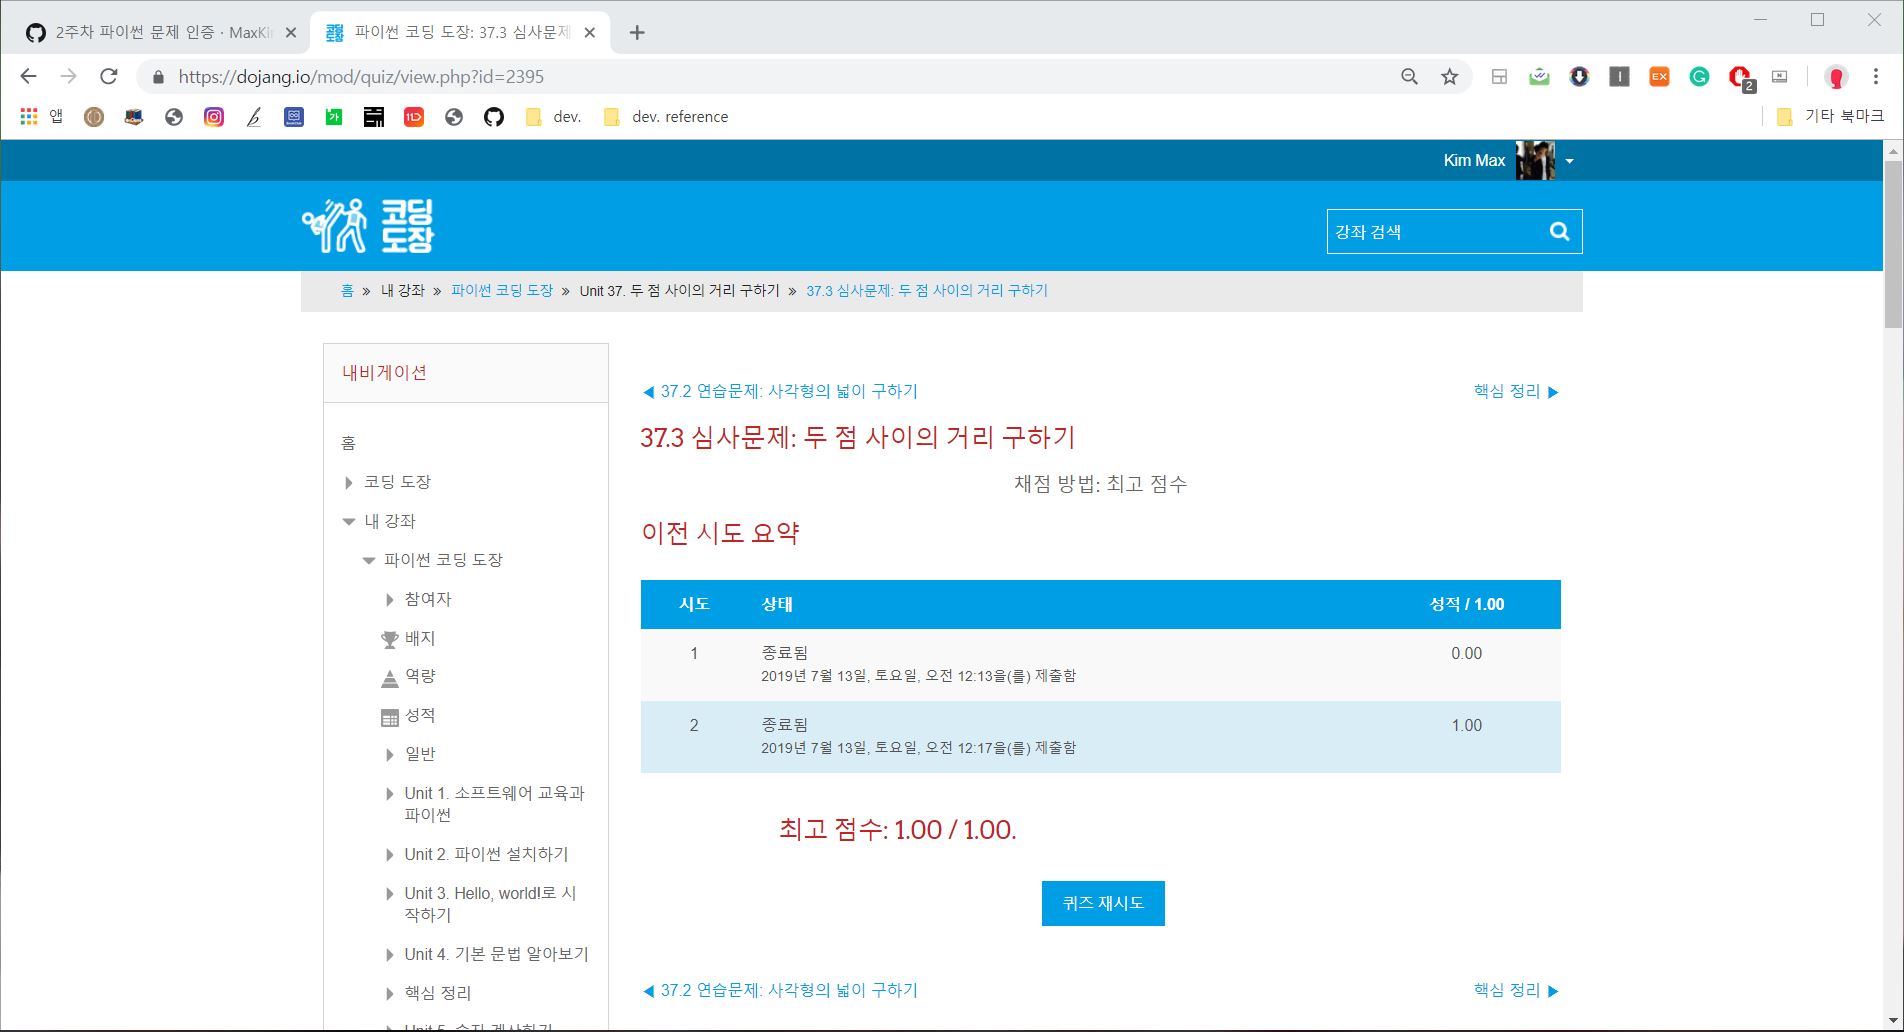 2주차 파이썬 문제 인증 · MaxKi
파이썬 코딩 도장: 37.3 심사문제
https://dojang.io/mod/quiz/view.php?id=2395
EX
2
앱
가
11
dev.
dev. reference
기타 북마크
Kim Max
코딩
도장
강좌 검색
홈 » 내 강좌 » 파이썬 코딩 도장 » Unit 37. 두 점 사이의 거리 구하기 » 37.3 심사문제: 두 점 사이의 거리 구하기
내비게이션
홈
코딩 도장
내 강좌
파이썬 코딩 도장
참여자
배지
역량
성적
일반
Unit 1. 소프트웨어 교육과
파이썬
Unit 2. 파이썬 설치하기
Unit 3. Hello, world!로 시
작하기
Unit 4. 기본 문법 알아보기
핵심 정리
Unit 5. 숫자 계산하기
◀ 37.2 연습문제: 사각형의 넓이 구하기
핵심 정리 ▶
37.3 심사문제: 두 점 사이의 거리 구하기
채점 방법: 최고 점수
이전 시도 요약
시도 상태 성적 / 1.00
1 종료됨 0.00
2019년 7월 13일, 토요일, 오전 12:13을(를) 제출함
2 종료됨 1.00
2019년 7월 13일, 토요일, 오전 12:17을(를) 제출함
최고 점수: 1.00 / 1.00.
퀴즈 재시도
◀ 37.2 연습문제: 사각형의 넓이 구하기
핵심 정리 ▶